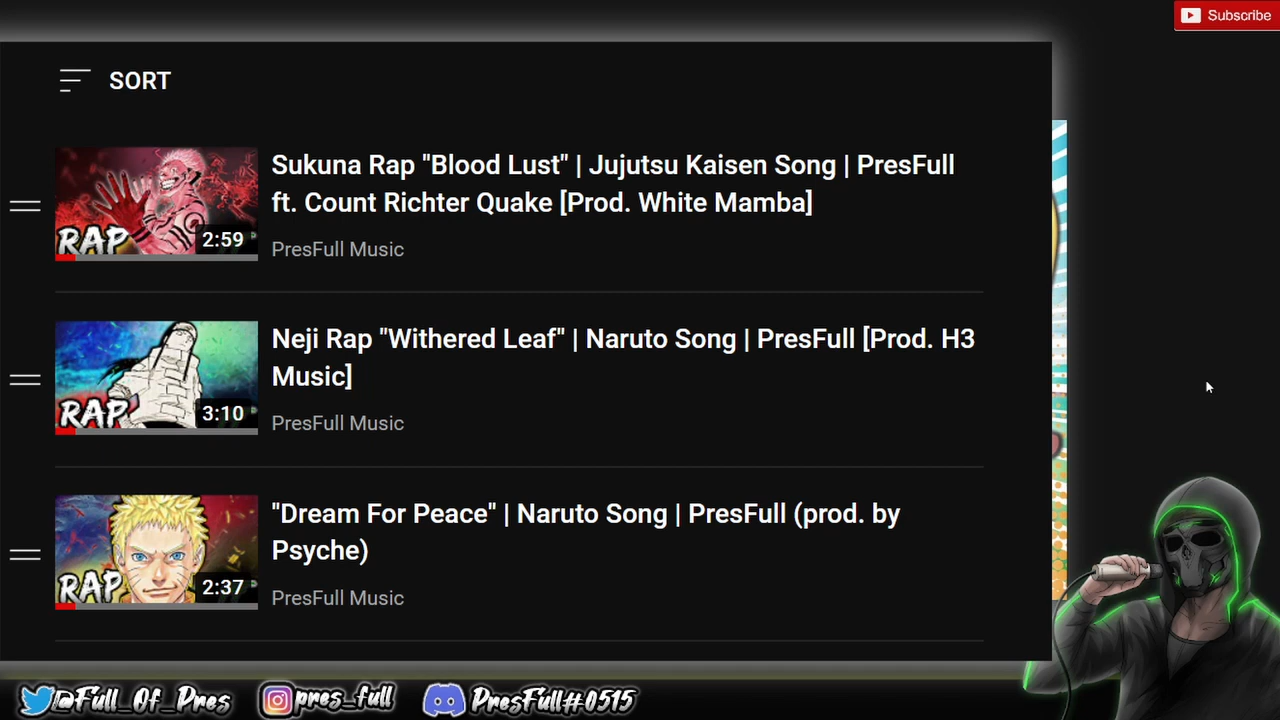 Subscribe
SORT
Sukuna Rap "Blood Lust" | Jujutsu Kaisen Song | PresFull
ft. Count Richter Quake [Prod. White Mamba]
RAP
2:59
PresFull Music
Neji Rap "Withered Leaf" | Naruto Song | PresFull [Prod. H3
Music]
RAP
3:10
PresFull Music
"Dream For Peace" | Naruto Song | PresFull (prod. by
Psyche)
RAP
2:37
PresFull Music
@Full_Of_Pres pres_full PresFull#0515